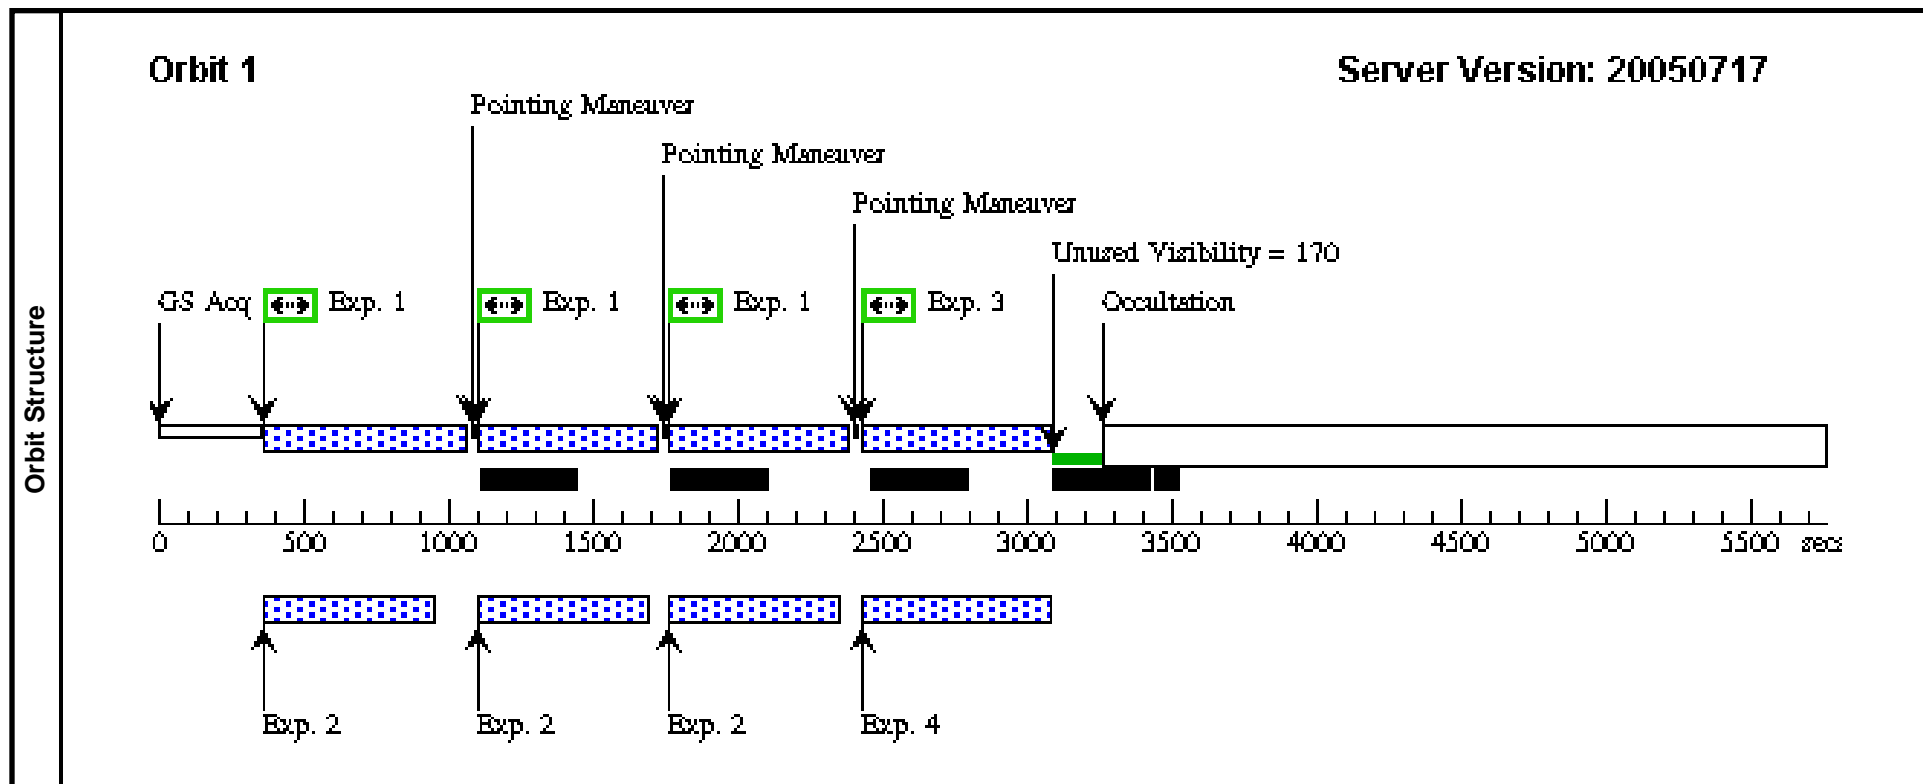 Orbit Structure
Orbit 1
Server Version: 20050717
Pointing Maneuver
Pointing Maneuver
Pointing Maneuver
Unused Visibility = 170
GS Acq
Exp. 1
Exp. 1
Exp. 1
Exp. 3
Occultation
0 500 1000 1500 2000 2500 3000 3500 4000 4500 5000 5500 secs
Exp. 2
Exp. 2
Exp. 2
Exp. 4